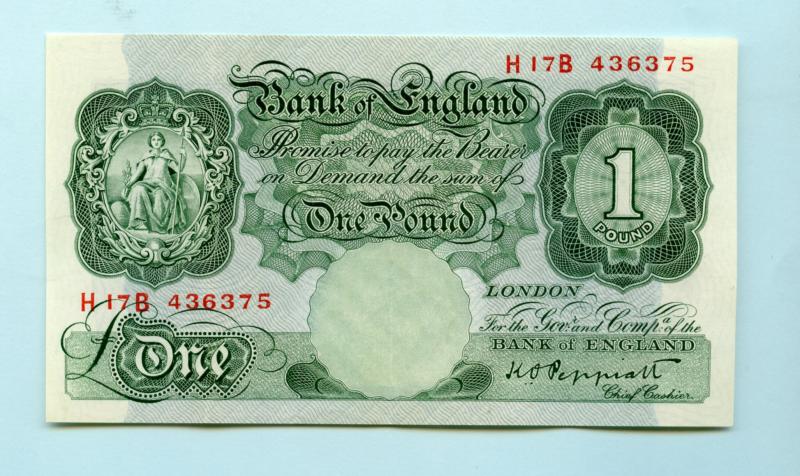 H17B 436375
Bank of England
Promise to pay the Bearer
on Demand the sum of
One Pound
1
POUND
H17B 436375
LONDON
For the Govr. and Compa. of the
BANK of ENGLAND
£One
K O Peppiatt
Chief Cashier.